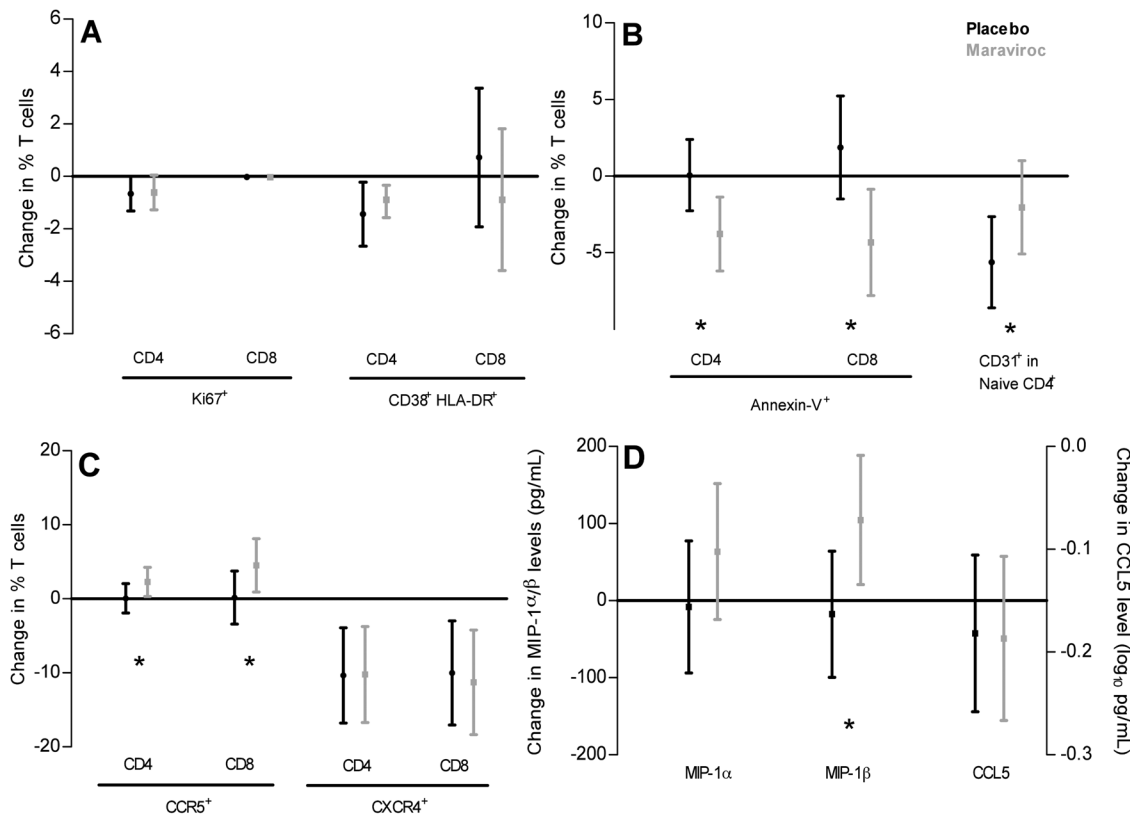 A
Change in % T cells
6
4
2
0
-2
-4
-6
CD4
CD8
CD4
CD8
Ki67⁺
CD38⁺ HLA-DR⁺
B
Placebo
Maraviroc
Change in % T cells
10
5
0
-5
*
*
*
CD4
CD8
CD31⁺ in
Naive CD4⁺
Annexin-V⁺
C
Change in % T cells
20
10
0
-10
-20
*
*
CD4
CD8
CD4
CD8
CCR5⁺
CXCR4⁺
D
Change in MIP-1α/β levels (pg/mL)
200
100
0
-100
-200
Change in CCL5 level (log₁₀ pg/mL)
0.0
-0.1
-0.2
-0.3
*
MIP-1α
MIP-1β
CCL5